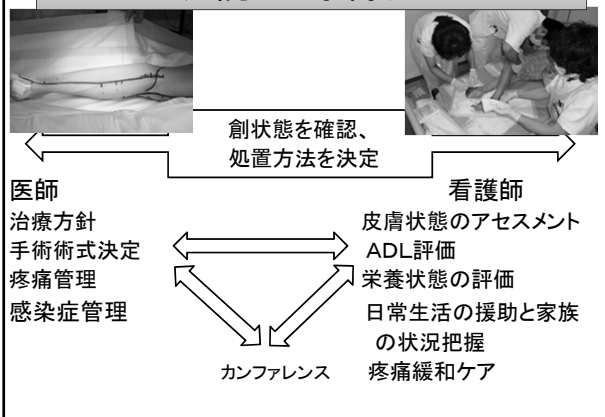 創状態を確認、
処置方法を決定
医師
治療方針
手術術式決定
疼痛管理
感染症管理
看護師
皮膚状態のアセスメント
ADL評価
栄養状態の評価
日常生活の援助と家族
の状況把握
疼痛緩和ケア
カンファレンス